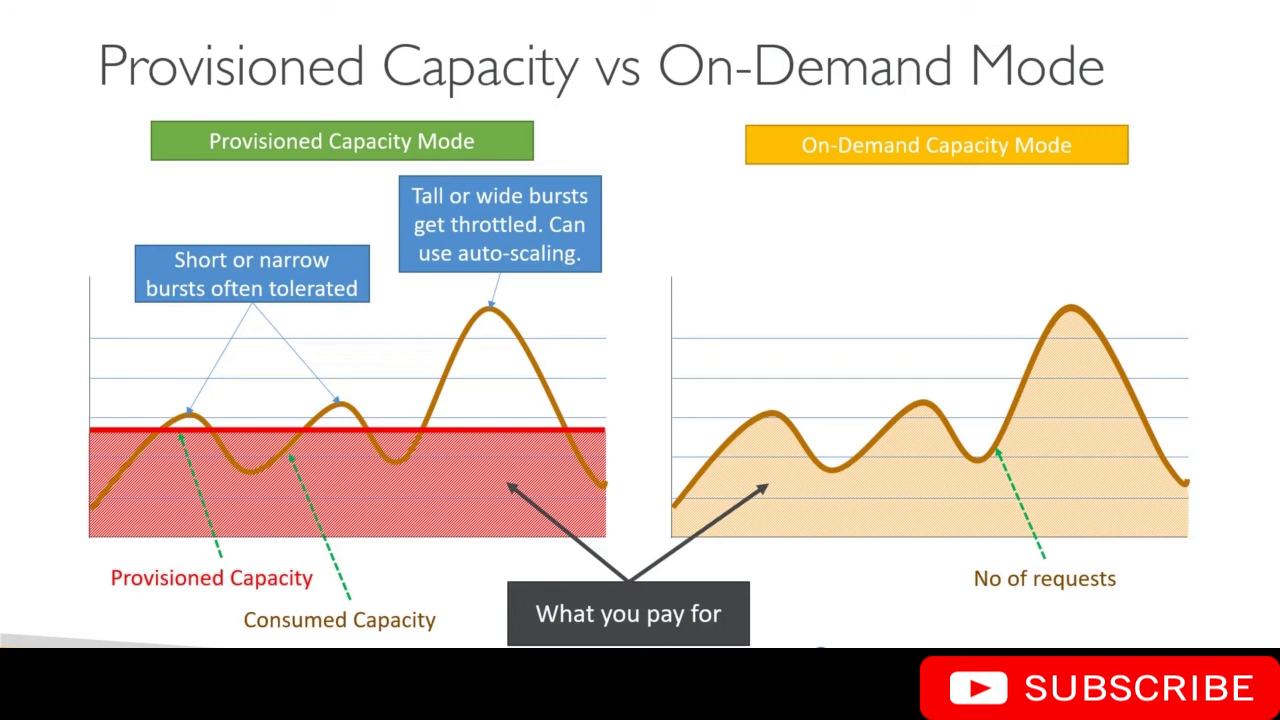 Provisioned Capacity vs On-Demand Mode
Provisioned Capacity Mode
On-Demand Capacity Mode
Tall or wide bursts
get throttled. Can
use auto-scaling.
Short or narrow
bursts often tolerated
Provisioned Capacity
Consumed Capacity
What you pay for
No of requests
SUBSCRIBE